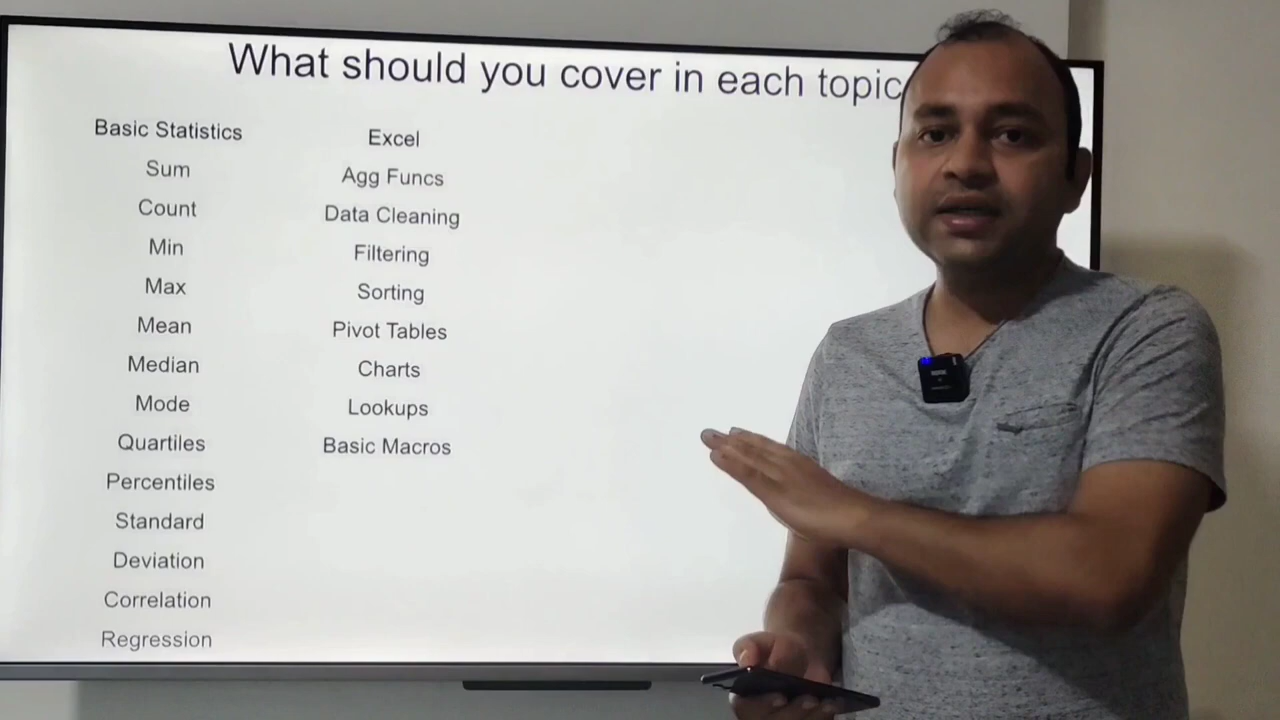 What should you cover in each topic
Basic Statistics
Sum
Count
Min
Max
Mean
Median
Mode
Quartiles
Percentiles
Standard
Deviation
Correlation
Regression
Excel
Agg Funcs
Data Cleaning
Filtering
Sorting
Pivot Tables
Charts
Lookups
Basic Macros